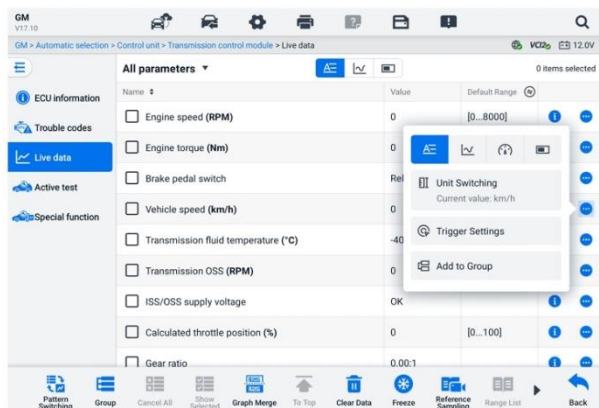 GM
V17.10
GM > Automatic selection > Control unit > Transmission control module > Live data
VCI 12.0V
All parameters
0 items selected
ECU information
Trouble codes
Live data
Active test
Special function
Name Value Default Range
Engine speed (RPM) 0 [0...8000]
Engine torque (Nm) 0
Brake pedal switch Rel
Vehicle speed (km/h) 0
Transmission fluid temperature (°C) -40
Transmission OSS (RPM) 0
ISS/OSS supply voltage OK
Calculated throttle position (%) 0 [0...100]
Gear ratio 0.00:1
Unit Switching
Current value: km/h
Trigger Settings
Add to Group
Pattern Switching
Group
Cancel All
Show Selected
Graph Merge
To Top
Clear Data
Freeze
Reference Sampling
Range List
Back